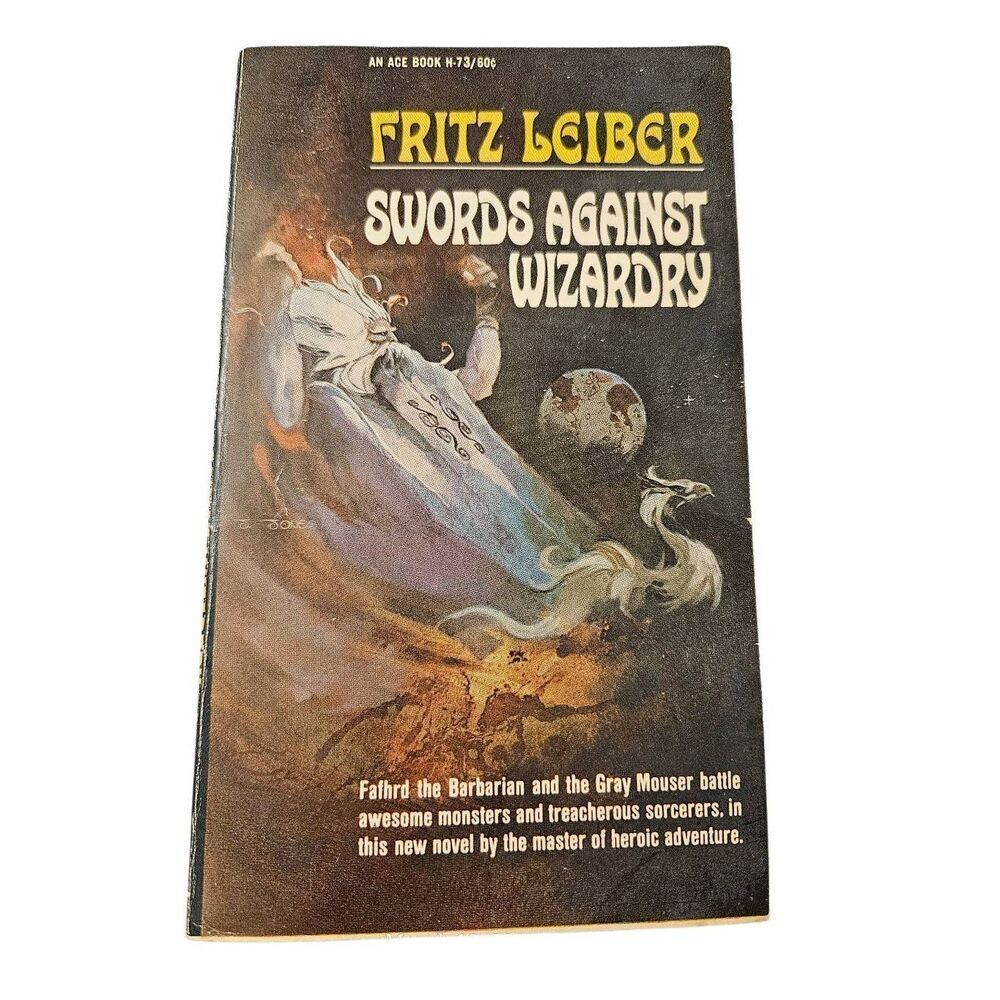 AN ACE BOOK H-73/60¢
FRITZ LEIBER
SWORDS AGAINST
WIZARDRY
J. JONES
Fafhrd the Barbarian and the Gray Mouser battle
awesome monsters and treacherous sorcerers, in
this new novel by the master of heroic adventure.